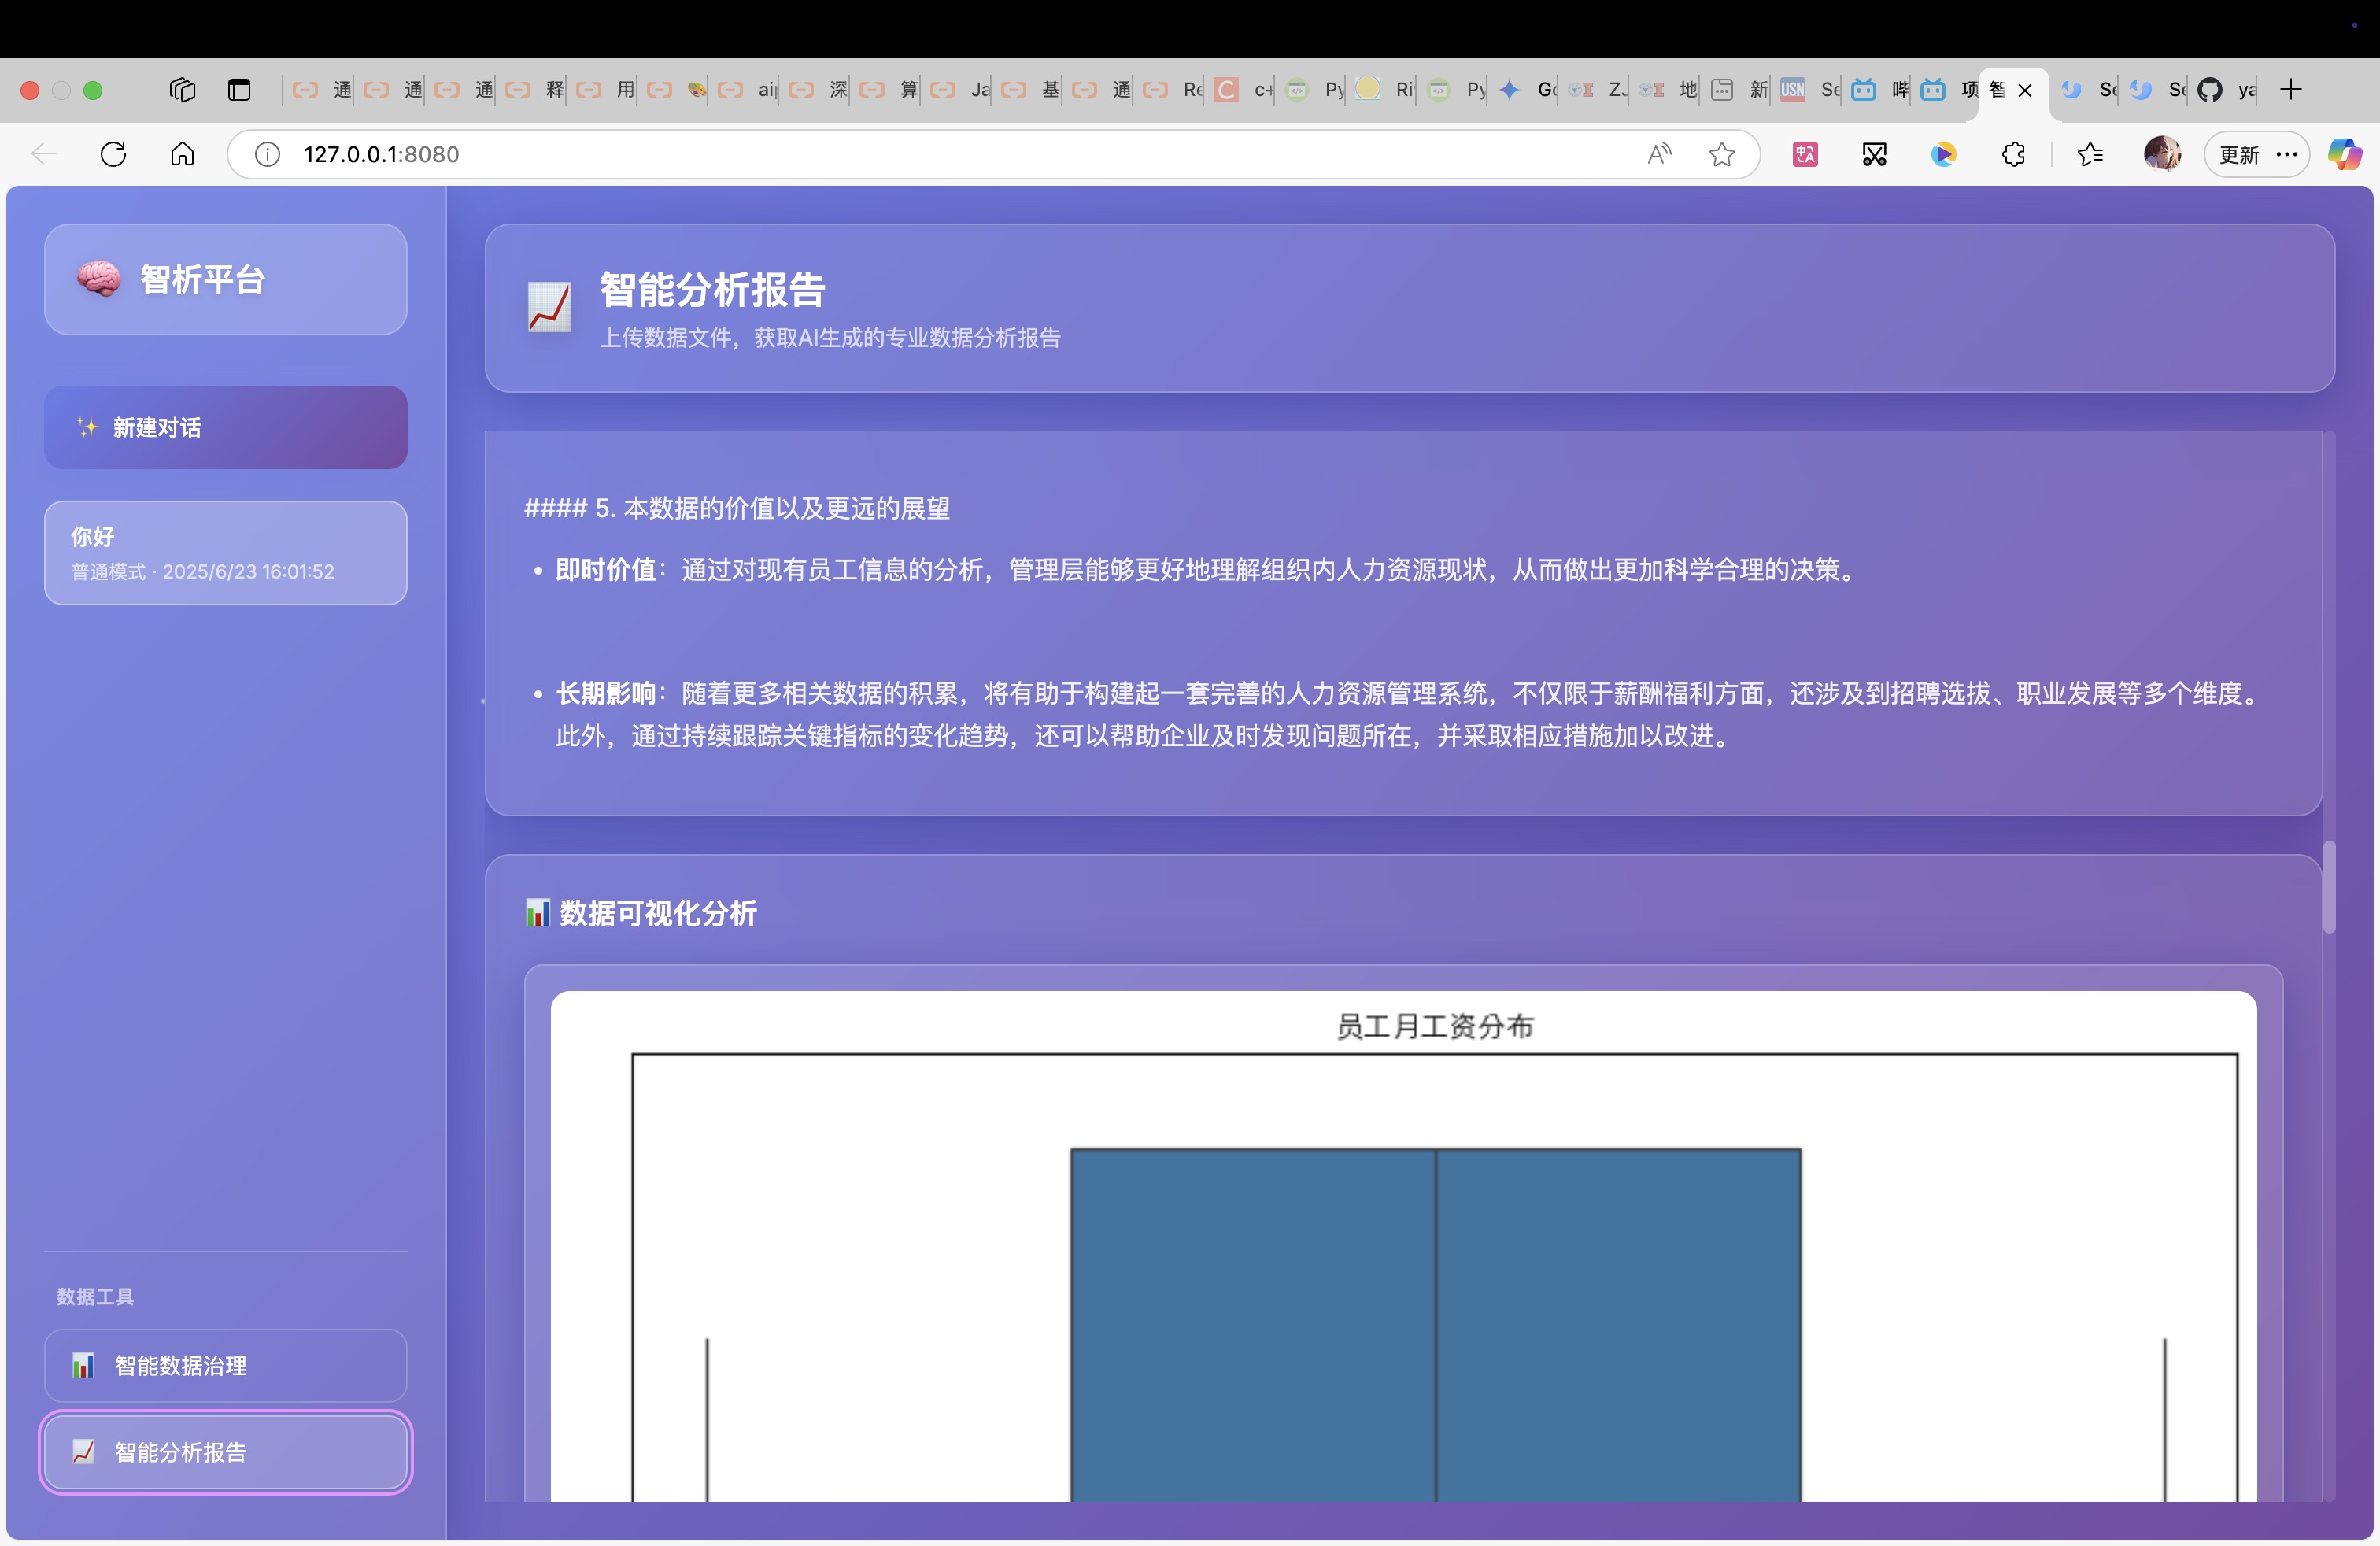 通
通
通
释
用
aij
深
算
Ja
基
通
Re
C
c+
Py
Ri
Py
Go
ZJ
地
新
USN
Se
哔
项
智
Se
Se
ya
127.0.0.1:8080
更新
智析平台
新建对话
你好
普通模式 · 2025/6/23 16:01:52
数据工具
智能数据治理
智能分析报告
智能分析报告
上传数据文件，获取AI生成的专业数据分析报告
#### 5. 本数据的价值以及更远的展望
• 即时价值：通过对现有员工信息的分析，管理层能够更好地理解组织内人力资源现状，从而做出更加科学合理的决策。
• 长期影响：随着更多相关数据的积累，将有助于构建起一套完善的人力资源管理系统，不仅限于薪酬福利方面，还涉及到招聘选拔、职业发展等多个维度。
此外，通过持续跟踪关键指标的变化趋势，还可以帮助企业及时发现问题所在，并采取相应措施加以改进。
数据可视化分析
员工月工资分布